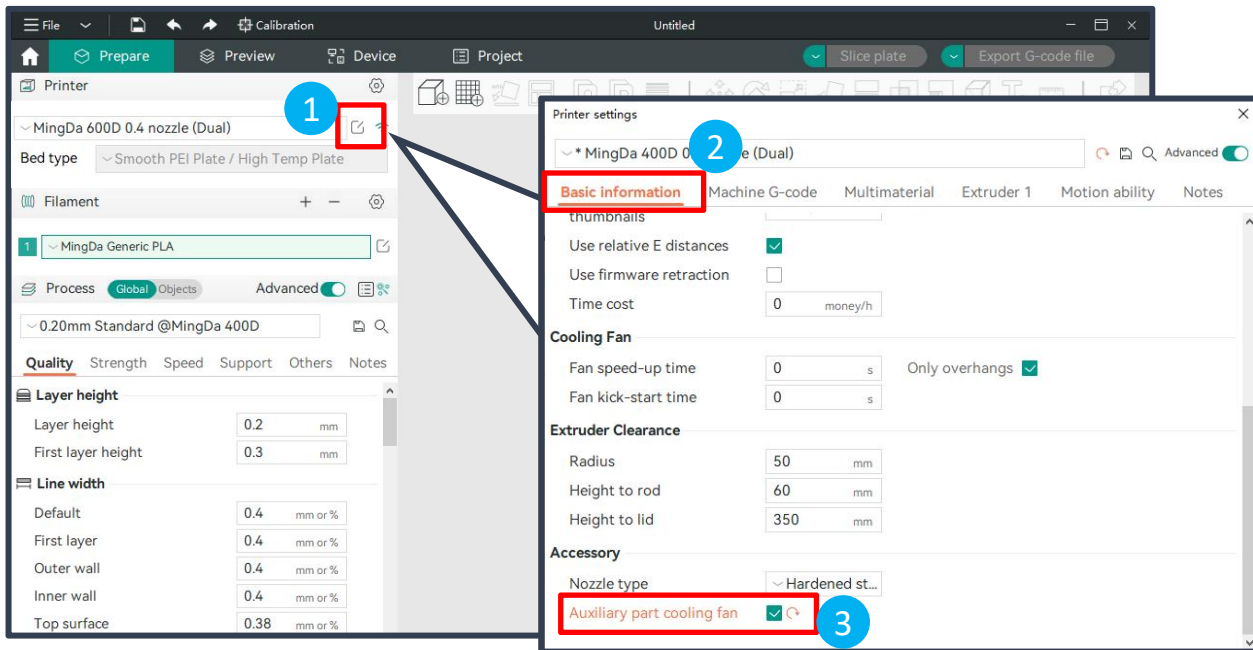 File
Calibration
Untitled
Prepare
Preview
Device
Project
Slice plate
Export G-code file
Printer
1
MingDa 600D 0.4 nozzle (Dual)
Bed type
Smooth PEI Plate / High Temp Plate
Filament
1
MingDa Generic PLA
Process
Global
Objects
Advanced
0.20mm Standard @MingDa 400D
Quality Strength Speed Support Others Notes
Layer height
Layer height 0.2 mm
First layer height 0.3 mm
Line width
Default 0.4 mm or %
First layer 0.4 mm or %
Outer wall 0.4 mm or %
Inner wall 0.4 mm or %
Top surface 0.38 mm or %
Printer settings
* MingDa 400D 0 e (Dual)
2
Advanced
Basic information Machine G-code Multimaterial Extruder 1 Motion ability Notes
thumbnails
Use relative E distances
Use firmware retraction
Time cost 0 money/h
Cooling Fan
Fan speed-up time 0 s Only overhangs
Fan kick-start time 0 s
Extruder Clearance
Radius 50 mm
Height to rod 60 mm
Height to lid 350 mm
Accessory
Nozzle type Hardened st...
Auxiliary part cooling fan
3